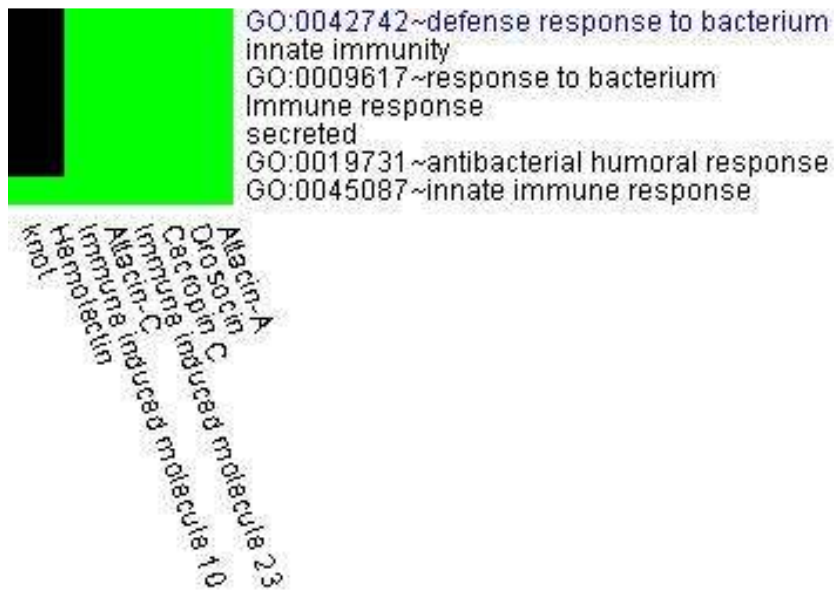 GO:0042742~defense response to bacterium
innate immunity
GO:0009617~response to bacterium
Immune response
secreted
GO:0019731~antibacterial humoral response
GO:0045087~innate immune response
knot
Hemolectin
Immune induced molecule 10
Attacin-C
Immune induced molecule 23
Cecropin C
Drosocin
Attacin-A